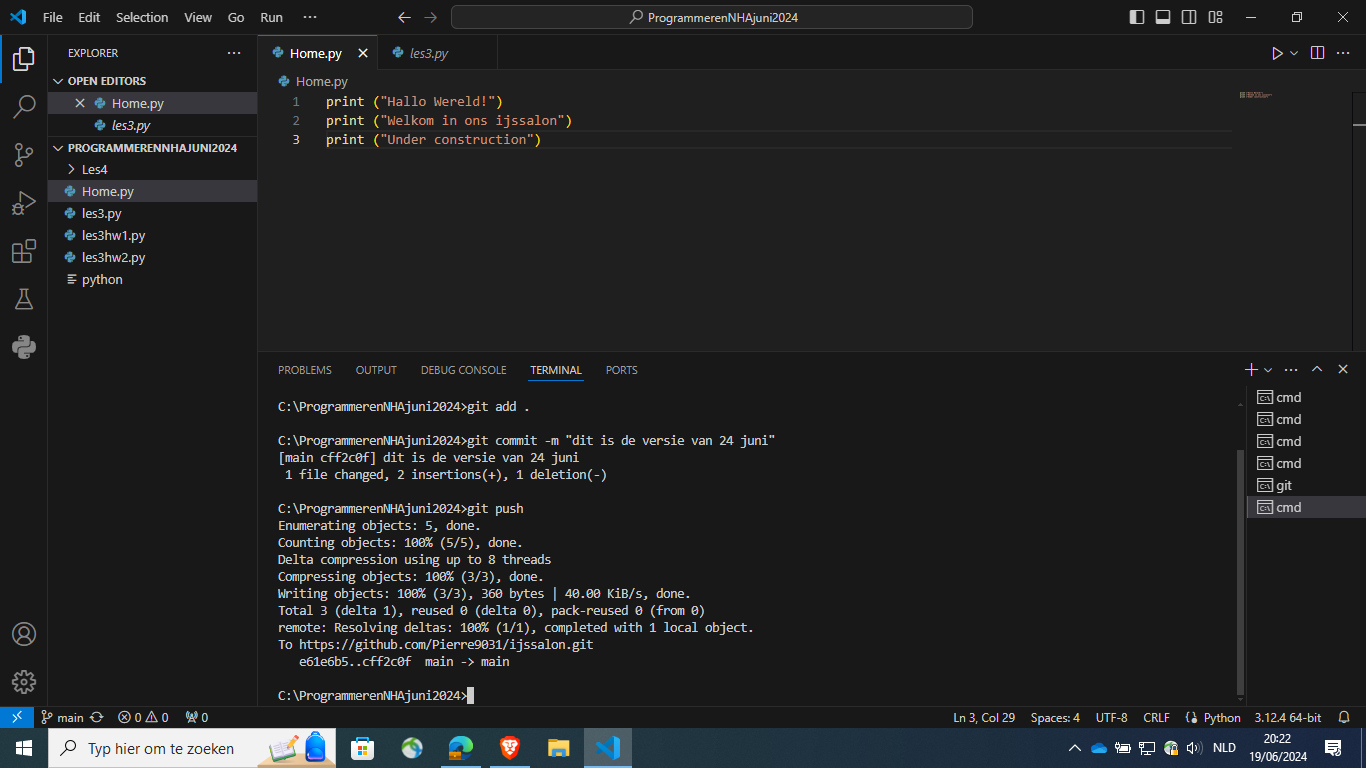 File Edit Selection View Go Run ···
ProgrammerenNHAjuni2024
EXPLORER
OPEN EDITORS
Home.py
les3.py
PROGRAMMERENNHAJUNI2024
Les4
Home.py
les3.py
les3hw1.py
les3hw2.py
python
Home.py les3.py
Home.py
1 print ("Hallo Wereld!")
2 print ("Welkom in ons ijssalon")
3 print ("Under construction")
PROBLEMS OUTPUT DEBUG CONSOLE TERMINAL PORTS
C:\ProgrammerenNHAjuni2024>git add .
C:\ProgrammerenNHAjuni2024>git commit -m "dit is de versie van 24 juni"
[main cff2c0f] dit is de versie van 24 juni
1 file changed, 2 insertions(+), 1 deletion(-)
C:\ProgrammerenNHAjuni2024>git push
Enumerating objects: 5, done.
Counting objects: 100% (5/5), done.
Delta compression using up to 8 threads
Compressing objects: 100% (3/3), done.
Writing objects: 100% (3/3), 360 bytes | 40.00 KiB/s, done.
Total 3 (delta 1), reused 0 (delta 0), pack-reused 0 (from 0)
remote: Resolving deltas: 100% (1/1), completed with 1 local object.
To https://github.com/Pierre9031/ijssalon.git
e61e6b5..cff2c0f  main -> main
C:\ProgrammerenNHAjuni2024>
cmd
cmd
cmd
cmd
git
cmd
main 0 0 0 Ln 3, Col 29 Spaces: 4 UTF-8 CRLF Python 3.12.4 64-bit
Typ hier om te zoeken
NLD
20:22
19/06/2024